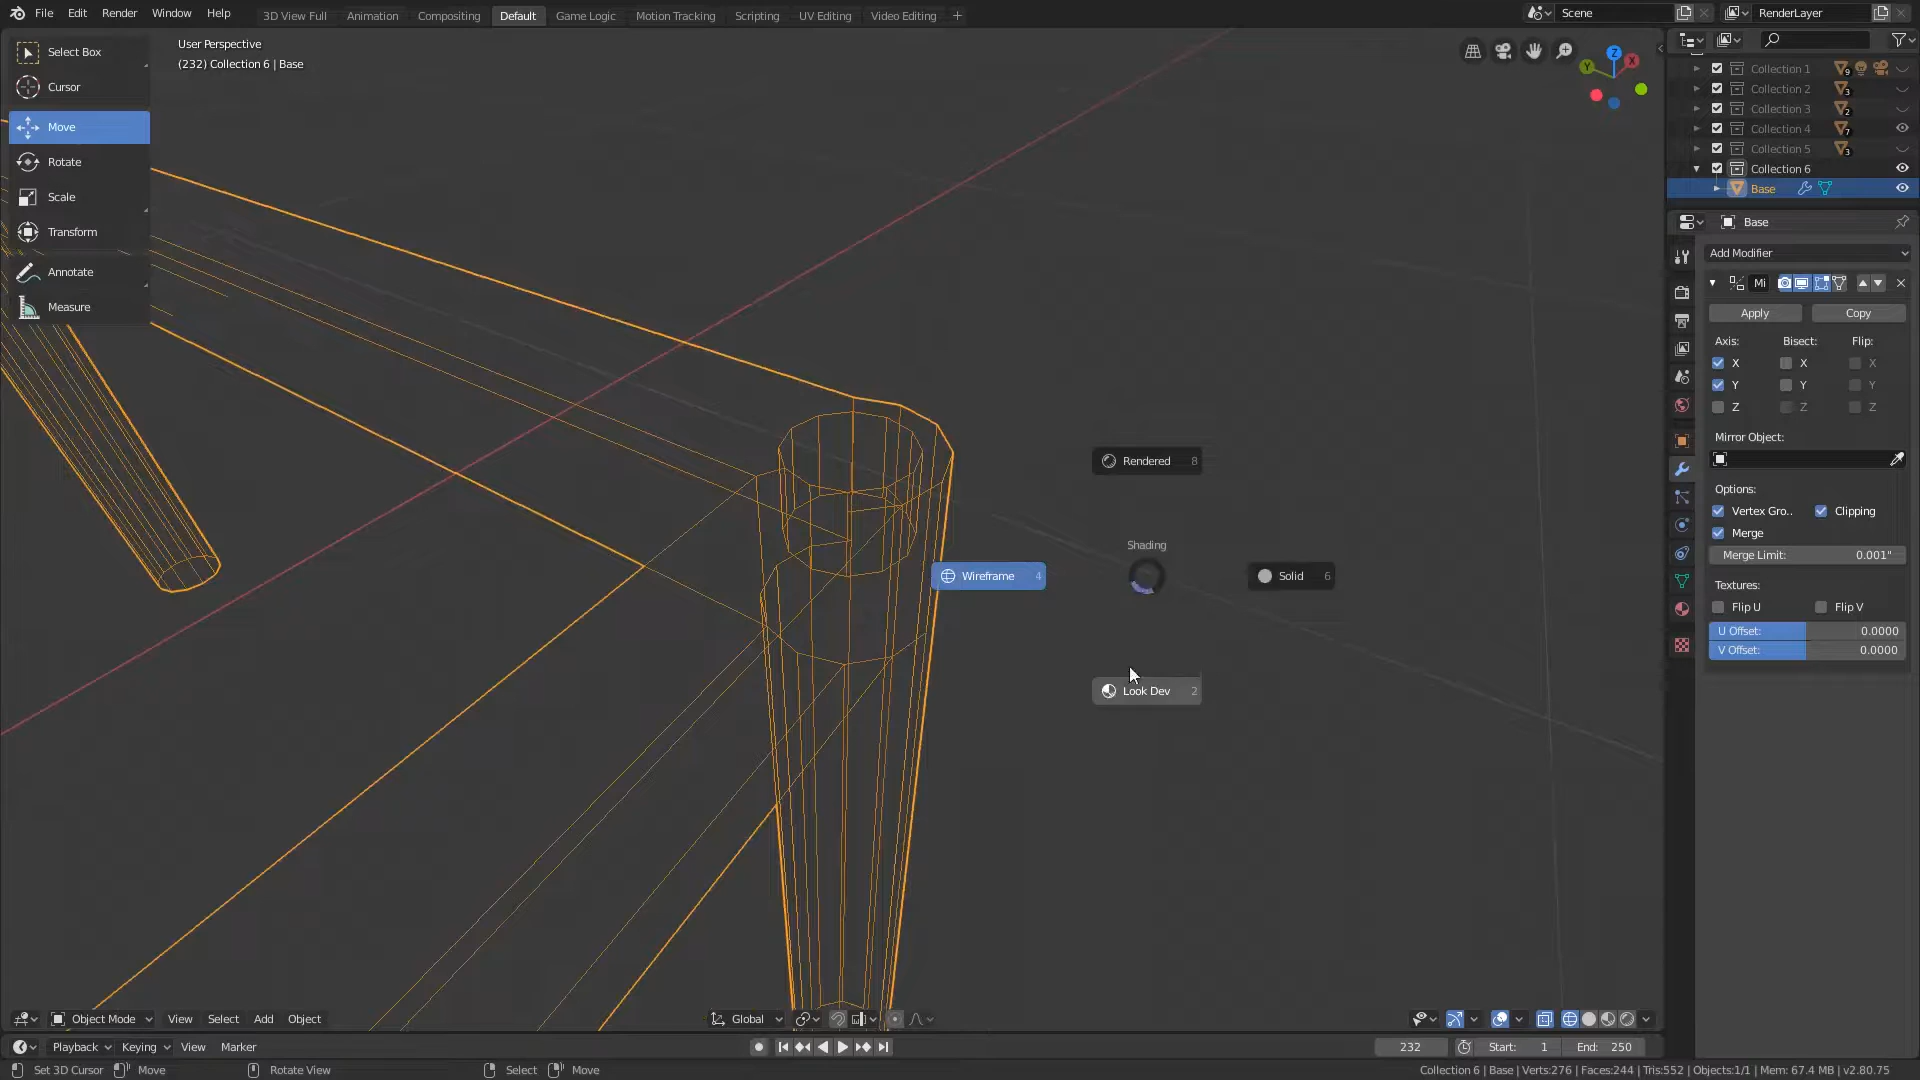 File Edit Render Window Help
3D View Full Animation Compositing Default Game Logic Motion Tracking Scripting UV Editing Video Editing +
Scene
RenderLayer
Select Box
Cursor
Move
Rotate
Scale
Transform
Annotate
Measure
User Perspective
(232) Collection 6 | Base
Z
X
Y
Collection 1 9
Collection 2 3
Collection 3 2
Collection 4 7
Collection 5 3
Collection 6
Base
Base
Add Modifier
Mi
Apply Copy
Axis: Bisect: Flip:
X X X
Y Y Y
Z Z Z
Mirror Object:
Options:
Vertex Gro.. Clipping
Merge
Merge Limit: 0.001"
Textures:
Flip U Flip V
U Offset: 0.0000
V Offset: 0.0000
Rendered 8
Shading
Wireframe 4
Solid 6
Look Dev 2
Object Mode View Select Add Object
Global
Playback Keying View Marker
232 Start: 1 End: 250
Set 3D Cursor Move Rotate View Select Move
Collection 6 | Base | Verts:276 | Faces:244 | Tris:552 | Objects:1/1 | Mem: 67.4 MB | v2.80.75